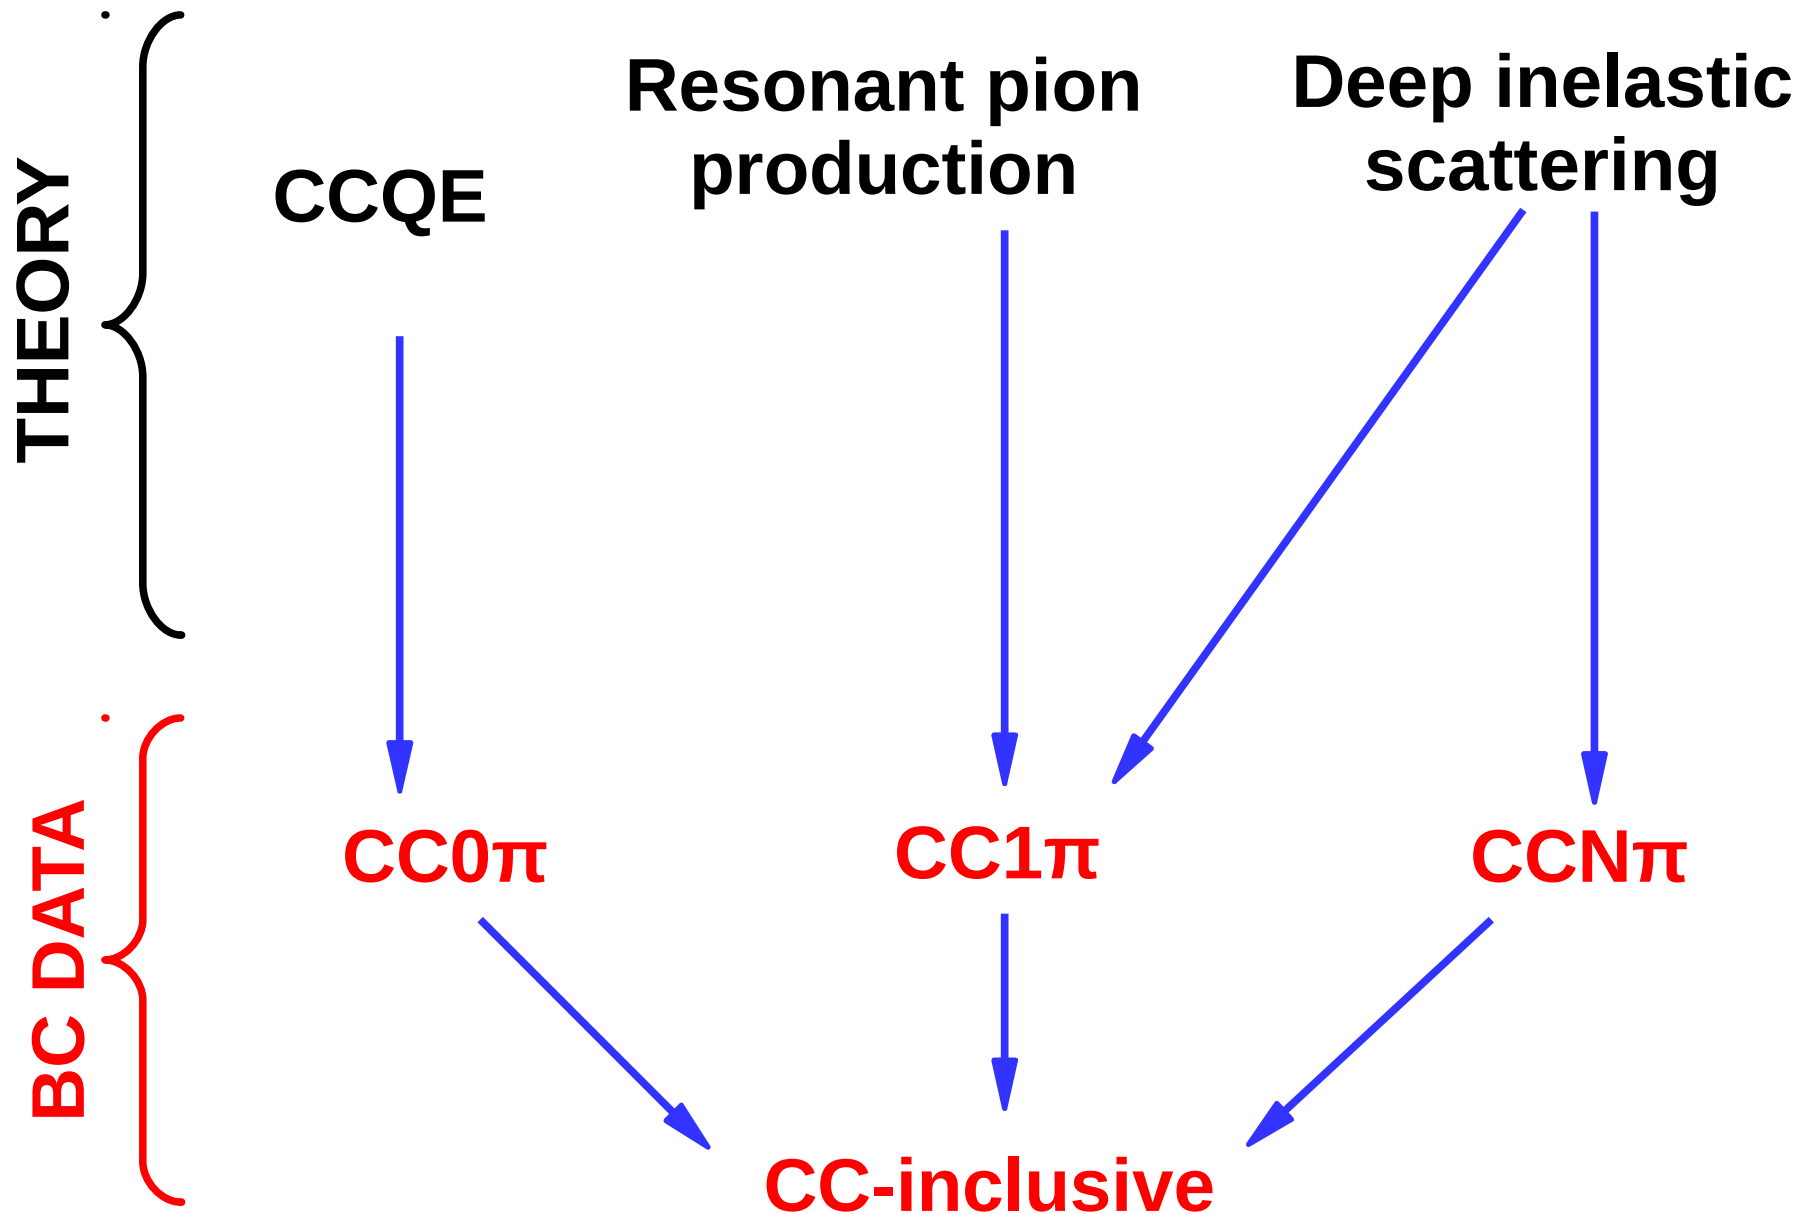 THEORY
CCQE
Resonant pion
production
Deep inelastic
scattering
BC DATA
CC0π
CC1π
CCNπ
CC-inclusive